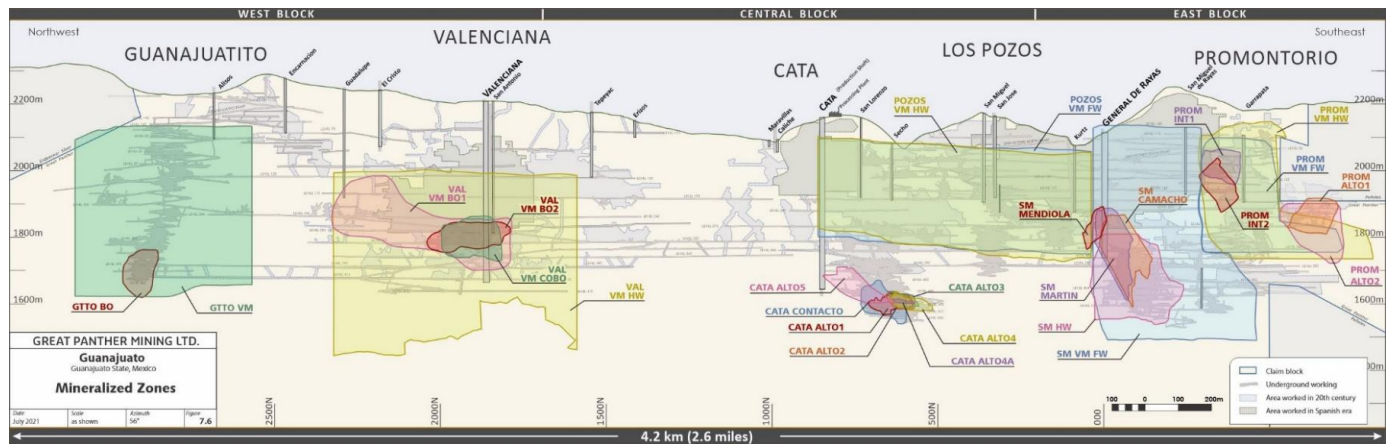 WEST BLOCK
CENTRAL BLOCK
EAST BLOCK
Northwest
Southeast
GUANAJUATITO
VALENCIANA
CATA
LOS POZOS
PROMONTORIO
Alisos
Encarnacion
Guadalupe
El Cristo
VALENCIANA
San Antonio
Tepeyac
Erizos
Maravillas
Caliche
CATA
(Productive Shaft)
(Processing Plant)
San Lorenzo
Secho
San Miguel
San Jose
Kurtz
GENERAL DE RAYAS
San Miguel
de Rayas
Garrapata
2200m
2000m
1800m
1600m
2200m
2000m
1800m
1600m
POZOS
VM HW
POZOS
VM FW
PROM
INT1
PROM
VM HW
PROM
VM FW
PROM
ALTO1
PROM
INT2
PROM
ALTO2
VAL
VM BO1
VAL
VM BO2
VAL
VM COBO
VAL
VM HW
GTTO BO
GTTO VM
SM
MENDIOLA
SM
CAMACHO
SM
MARTIN
SM HW
SM VM FW
CATA ALTO5
CATA ALTO3
CATA CONTACTO
CATA ALTO1
CATA ALTO2
CATA ALTO4
CATA ALTO4A
GREAT PANTHER MINING LTD.
Guanajuato
Guanajuato State, Mexico
Mineralized Zones
Date
July 2021
Scale
as shown
Azimuth
56°
Figure
7.6
2500N
2000N
1500N
1000N
500N
000
100 0 100 200m
Claim block
Underground working
Area worked in 20th century
Area worked in Spanish era
4.2 km (2.6 miles)